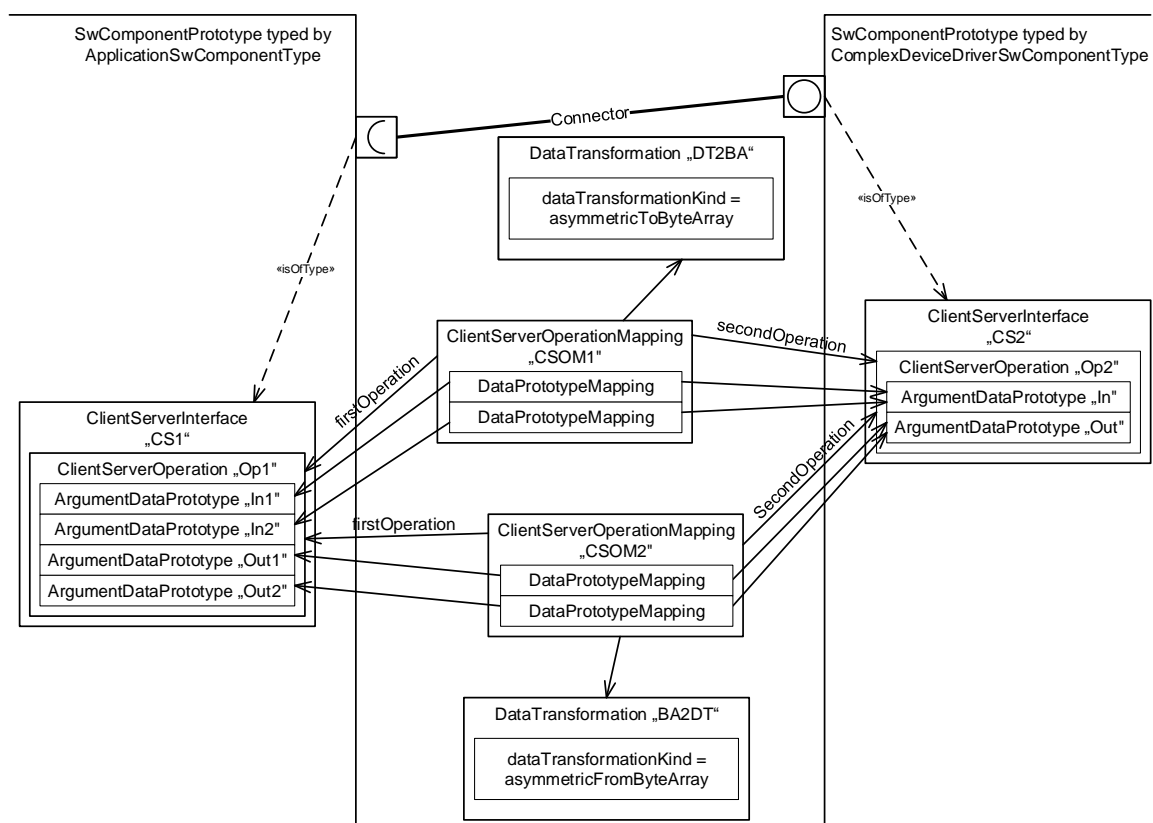 SwComponentPrototype typed by
ApplicationSwComponentType
SwComponentPrototype typed by
ComplexDeviceDriverSwComponentType
Connector
DataTransformation „DT2BA“
dataTransformationKind =
asymmetricToByteArray
«isOfType»
«isOfType»
ClientServerInterface
„CS2“
ClientServerOperation „Op2"
ArgumentDataPrototype „In"
ArgumentDataPrototype „Out"
ClientServerOperationMapping
„CSOM1"
DataPrototypeMapping
DataPrototypeMapping
secondOperation
firstOperation
ClientServerInterface
„CS1“
ClientServerOperation „Op1"
ArgumentDataPrototype „In1"
ArgumentDataPrototype „In2"
ArgumentDataPrototype „Out1"
ArgumentDataPrototype „Out2"
SecondOperation
firstOperation
ClientServerOperationMapping
„CSOM2"
DataPrototypeMapping
DataPrototypeMapping
DataTransformation „BA2DT“
dataTransformationKind =
asymmetricFromByteArray